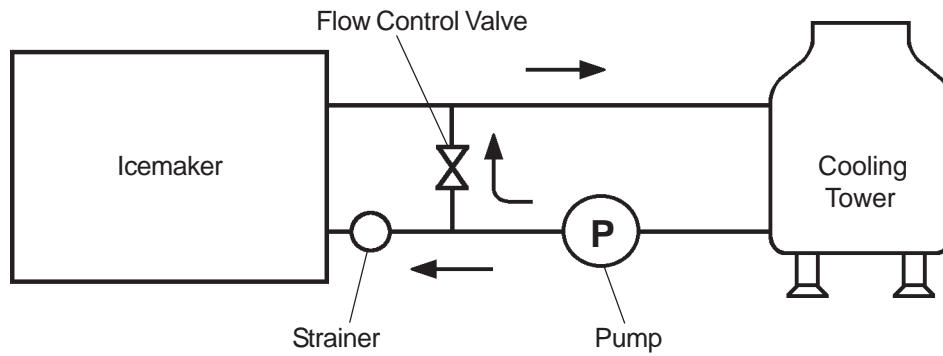 Flow Control Valve
Icemaker
Cooling
Tower
P
Strainer
Pump